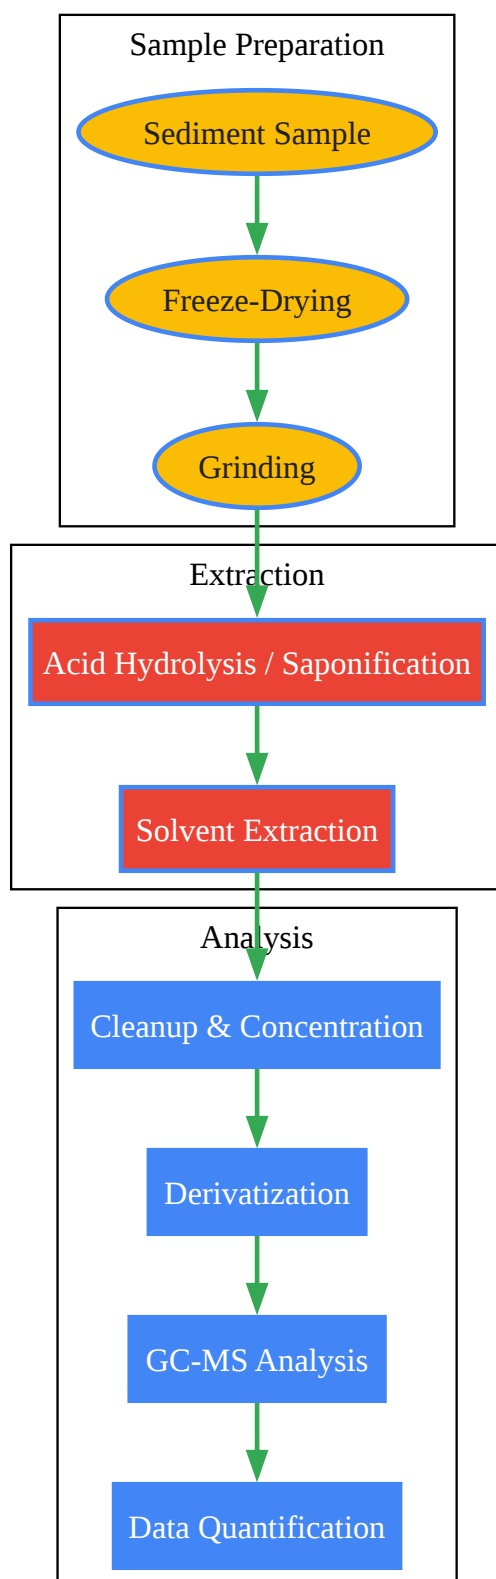 Sample Preparation
Sediment Sample
Freeze-Drying
Grinding
Extraction
Acid Hydrolysis / Saponification
Solvent Extraction
Analysis
Cleanup & Concentration
Derivatization
GC-MS Analysis
Data Quantification